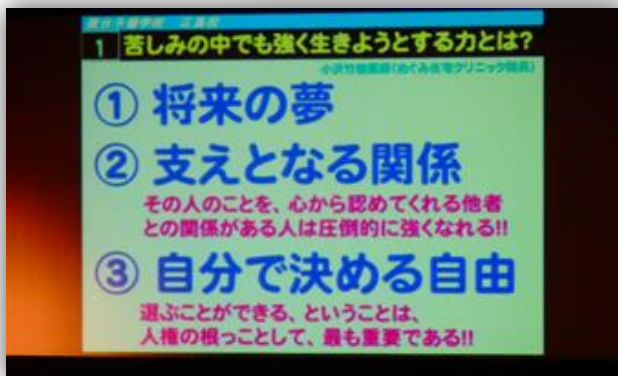 駿台予備学校 広島校
1 苦しみの中でも強く生きようとする力とは?
小沢竹俊医師(めぐみ在宅クリニック院長)
① 将来の夢
② 支えとなる関係
その人のことを、心から認めてくれる他者
との関係がある人は圧倒的に強くなれる!!
③ 自分で決める自由
選ぶことができる、ということは、
人権の根っことして、最も重要である!!